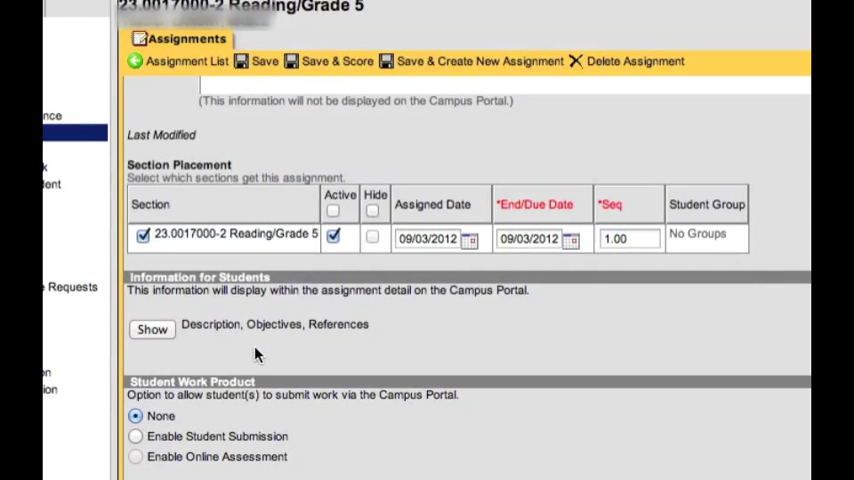 23.0017000-2 Reading/Grade 5
Assignments
Assignment List Save Save & Score Save & Create New Assignment Delete Assignment
(This information will not be displayed on the Campus Portal.)
nce
Last Modified
Section Placement
Select which sections get this assignment.
k
dent
Section Active Hide Assigned Date *End/Due Date *Seq Student Group
23.0017000-2 Reading/Grade 5 09/03/2012 09/03/2012 1.00 No Groups
Information for Students
e Requests
This information will display within the assignment detail on the Campus Portal.
Show Description, Objectives, References
on
Student Work Product
ion
Option to allow student(s) to submit work via the Campus Portal.
None
Enable Student Submission
Enable Online Assessment